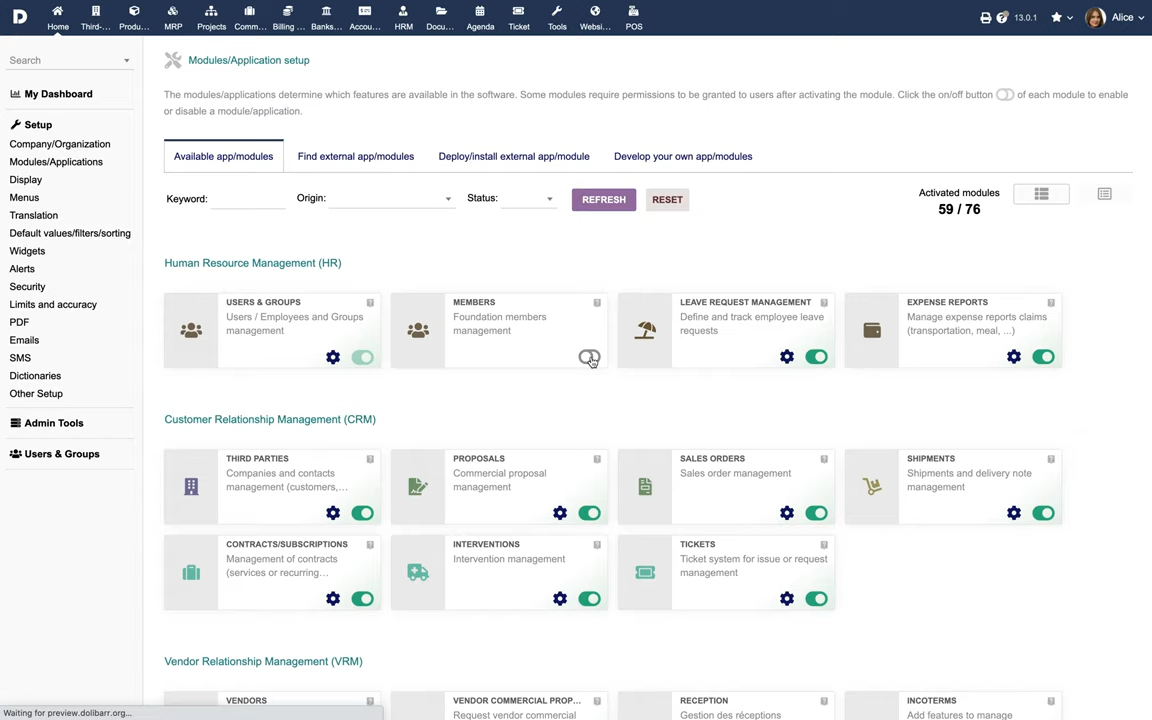 D
Home Third-... Produ... MRP Projects Comm... Billing ... Banks... Accou... HRM Docu... Agenda Ticket Tools Websi... POS
13.0.1
Alice
Search
My Dashboard
Setup
Company/Organization
Modules/Applications
Display
Menus
Translation
Default values/filters/sorting
Widgets
Alerts
Security
Limits and accuracy
PDF
Emails
SMS
Dictionaries
Other Setup
Admin Tools
Users & Groups
Modules/Application setup
The modules/applications determine which features are available in the software. Some modules require permissions to be granted to users after activating the module. Click the on/off button of each module to enable
or disable a module/application.
Available app/modules Find external app/modules Deploy/install external app/module Develop your own app/modules
Keyword: Origin: Status: REFRESH RESET
Activated modules
59 / 76
Human Resource Management (HR)
USERS & GROUPS
Users / Employees and Groups
management
MEMBERS
Foundation members
management
LEAVE REQUEST MANAGEMENT
Define and track employee leave
requests
EXPENSE REPORTS
Manage expense reports claims
(transportation, meal, ...)
Customer Relationship Management (CRM)
THIRD PARTIES
Companies and contacts
management (customers,...
PROPOSALS
Commercial proposal
management
SALES ORDERS
Sales order management
SHIPMENTS
Shipments and delivery note
management
CONTRACTS/SUBSCRIPTIONS
Management of contracts
(services or recurring...
INTERVENTIONS
Intervention management
TICKETS
Ticket system for issue or request
management
Vendor Relationship Management (VRM)
VENDORS
VENDOR COMMERCIAL PROP...
Request vendor commercial
RECEPTION
Gestion des réceptions
INCOTERMS
Add features to manage
Waiting for preview.dolibarr.org...